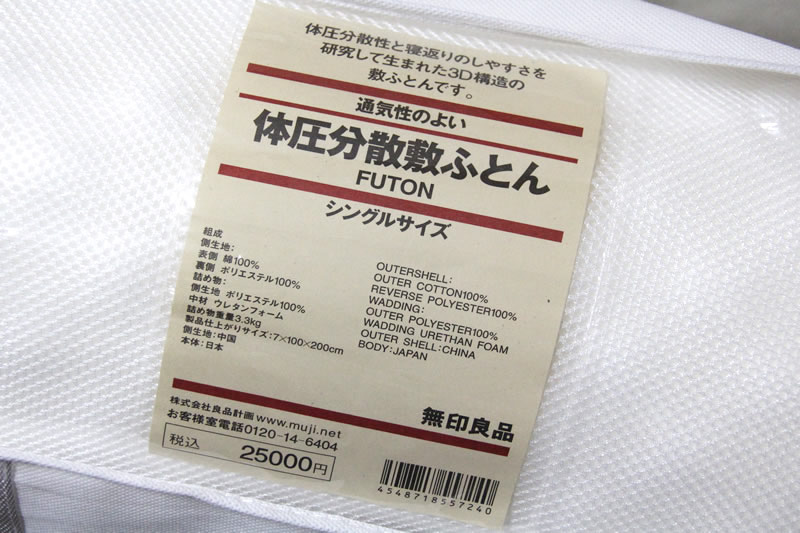 体圧分散性と寝返りのしやすさを
研究して生まれた3D構造の
敷ふとんです。
通気性のよい
体圧分散敷ふとん
FUTON
シングルサイズ
組成
側生地:
表側 綿100%
裏側 ポリエステル100%
詰め物:
側生地 ポリエステル100%
中材 ウレタンフォーム
詰め物重量3.3kg
製品仕上がりサイズ:7×100×200cm
側生地:中国
本体:日本
OUTERSHELL:
OUTER COTTON100%
REVERSE POLYESTER100%
WADDING:
OUTER POLYESTER100%
WADDING URETHAN FOAM
OUTER SHELL:CHINA
BODY:JAPAN
株式会社良品計画 www.muji.net
お客様室電話0120-14-6404
税込 25000円
無印良品
4548718557240